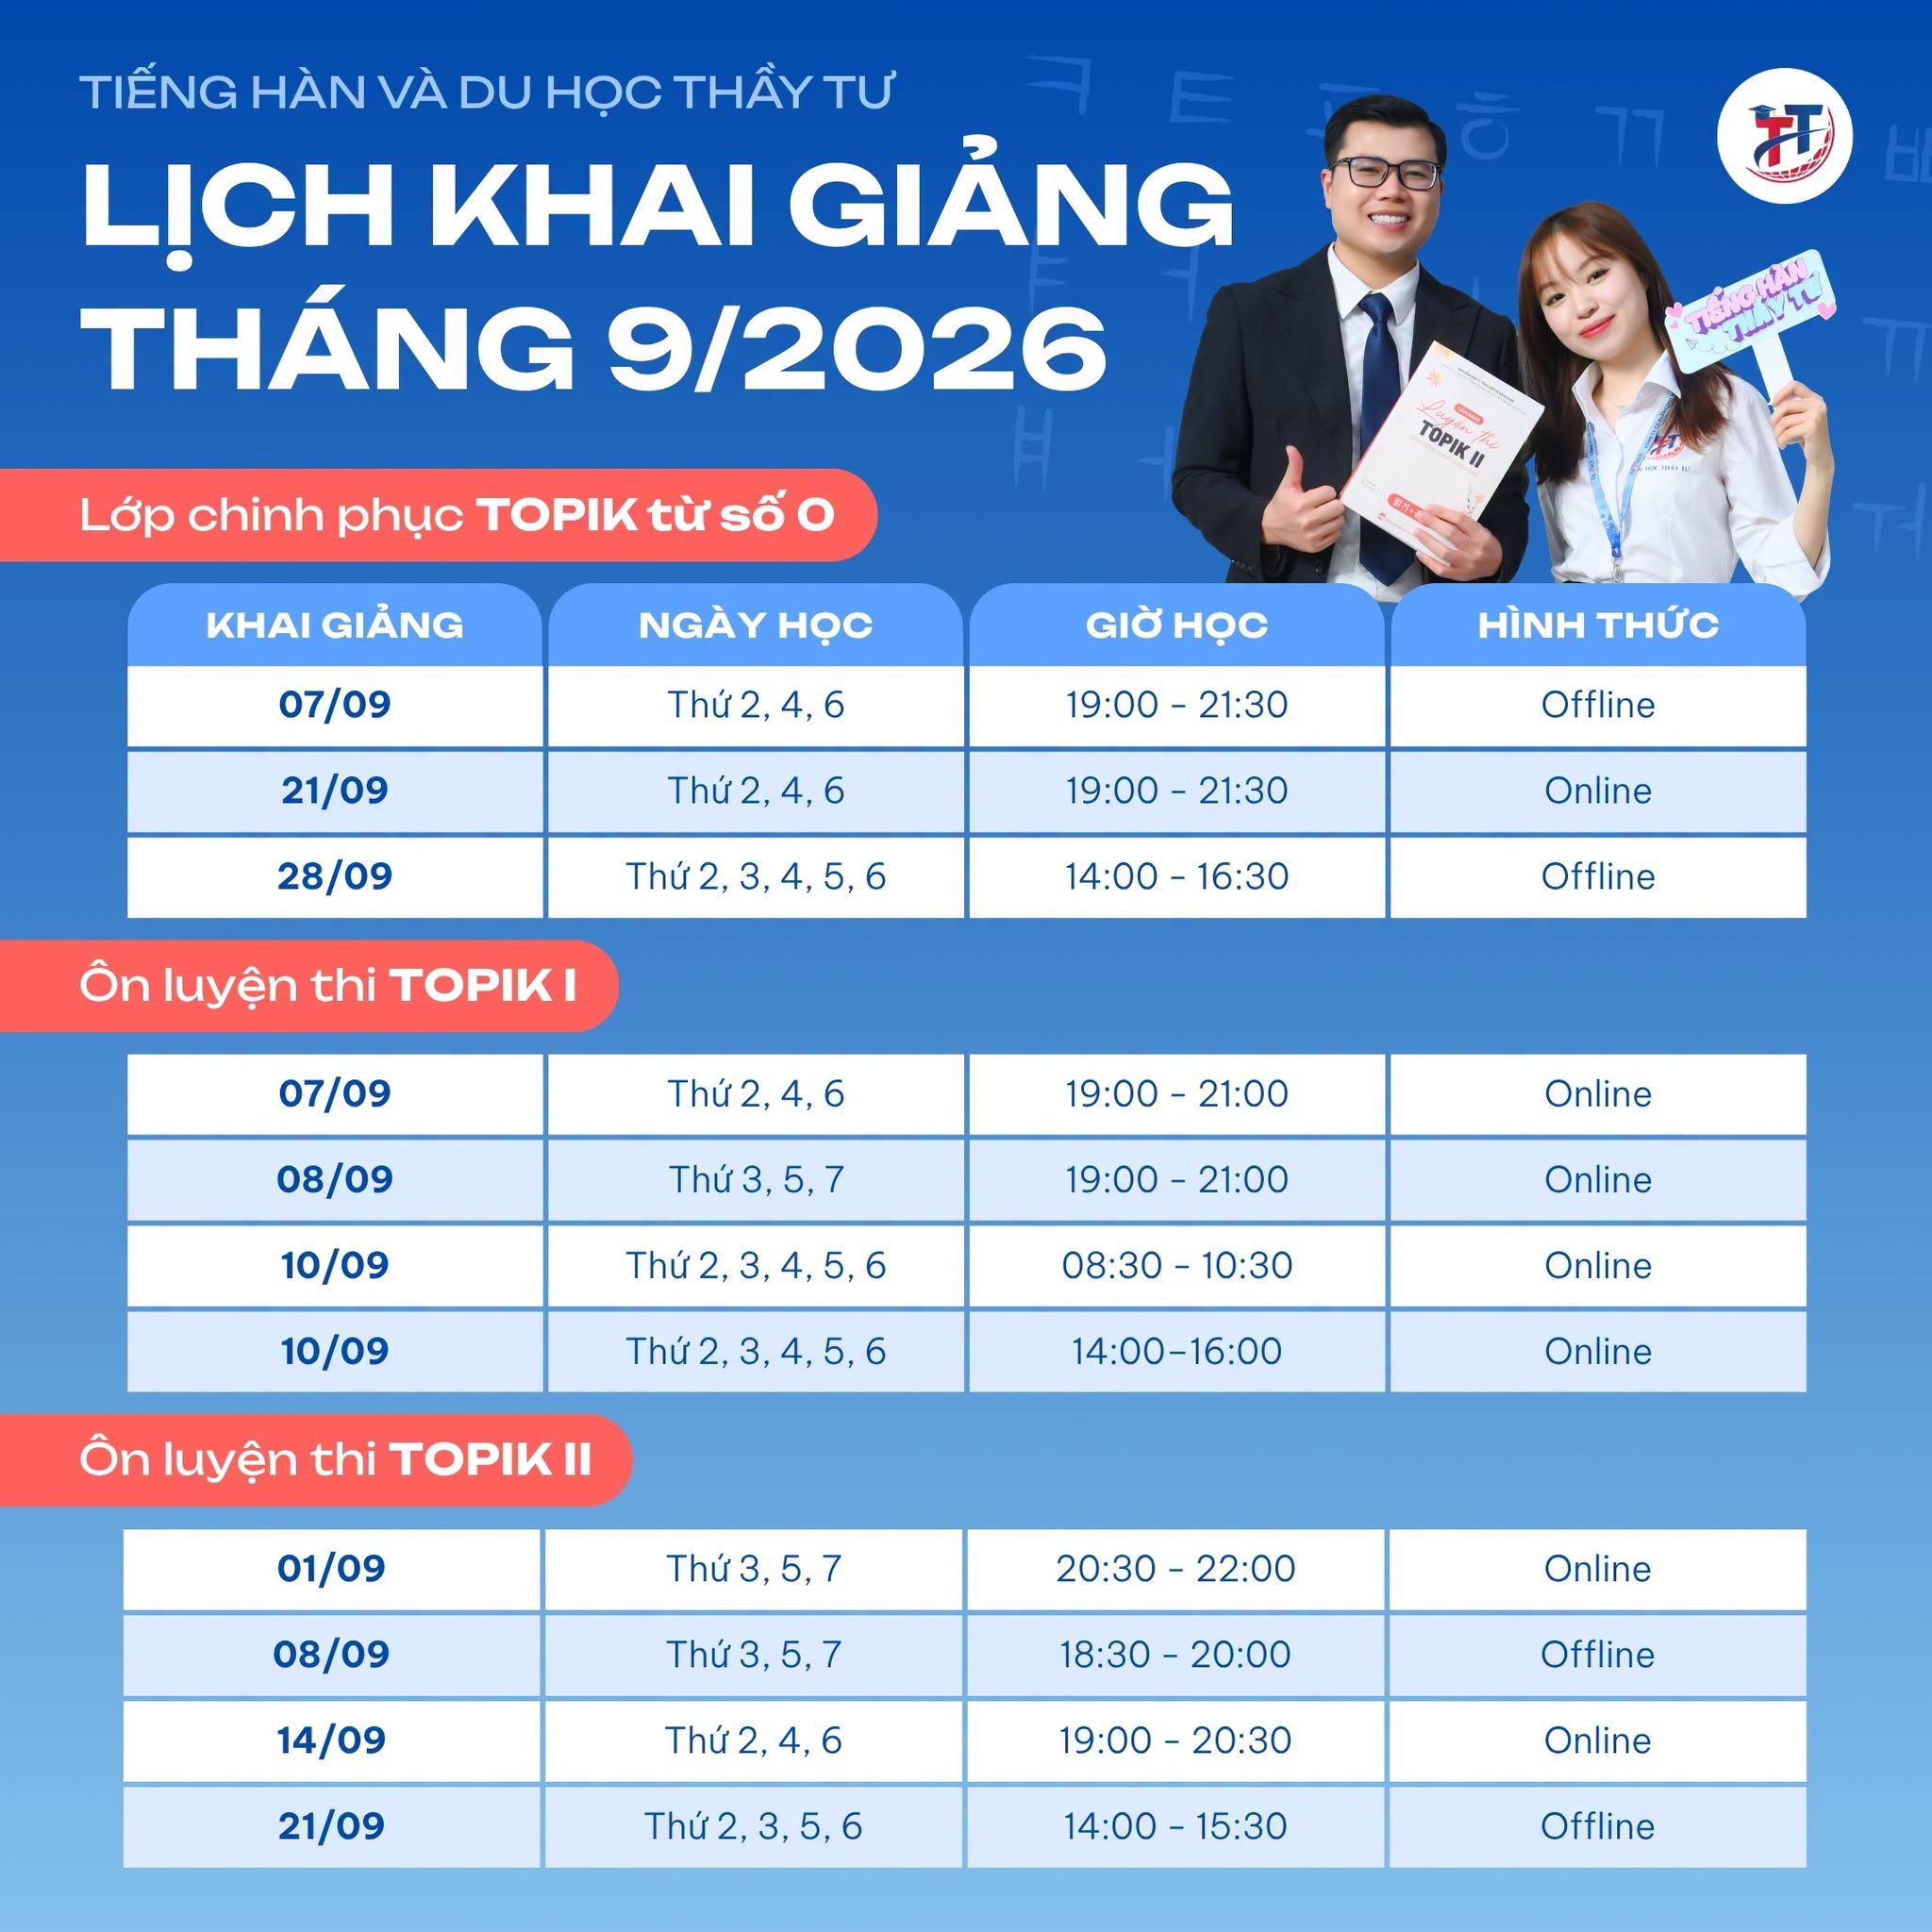 TIẾNG HÀN VÀ DU HỌC THẦY TƯ
LỊCH KHAI GIẢNG
THÁNG 9/2026
TT
TIẾNG HÀN
THẦY TƯ
Luyện thi
TOPIK II
Lớp chinh phục TOPIK từ số 0
KHAI GIẢNG NGÀY HỌC GIỜ HỌC HÌNH THỨC
07/09 Thứ 2, 4, 6 19:00 - 21:30 Offline
21/09 Thứ 2, 4, 6 19:00 - 21:30 Online
28/09 Thứ 2, 3, 4, 5, 6 14:00 - 16:30 Offline
Ôn luyện thi TOPIK I
07/09 Thứ 2, 4, 6 19:00 - 21:00 Online
08/09 Thứ 3, 5, 7 19:00 - 21:00 Online
10/09 Thứ 2, 3, 4, 5, 6 08:30 - 10:30 Online
10/09 Thứ 2, 3, 4, 5, 6 14:00-16:00 Online
Ôn luyện thi TOPIK II
01/09 Thứ 3, 5, 7 20:30 - 22:00 Online
08/09 Thứ 3, 5, 7 18:30 - 20:00 Offline
14/09 Thứ 2, 4, 6 19:00 - 20:30 Online
21/09 Thứ 2, 3, 5, 6 14:00 - 15:30 Offline